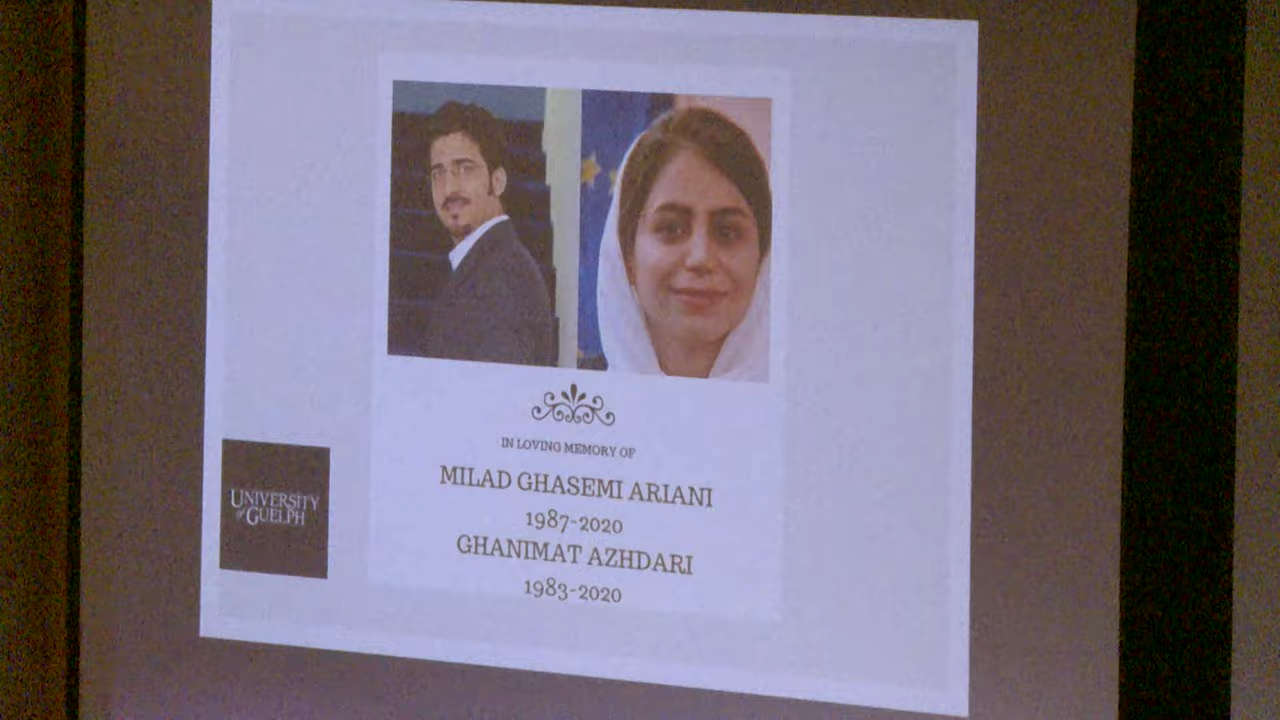 IN LOVING MEMORY OF
MILAD GHASEMI ARIANI
1987-2020
GHANIMAT AZHDARI
1983-2020
UNIVERSITY
of GUELPH